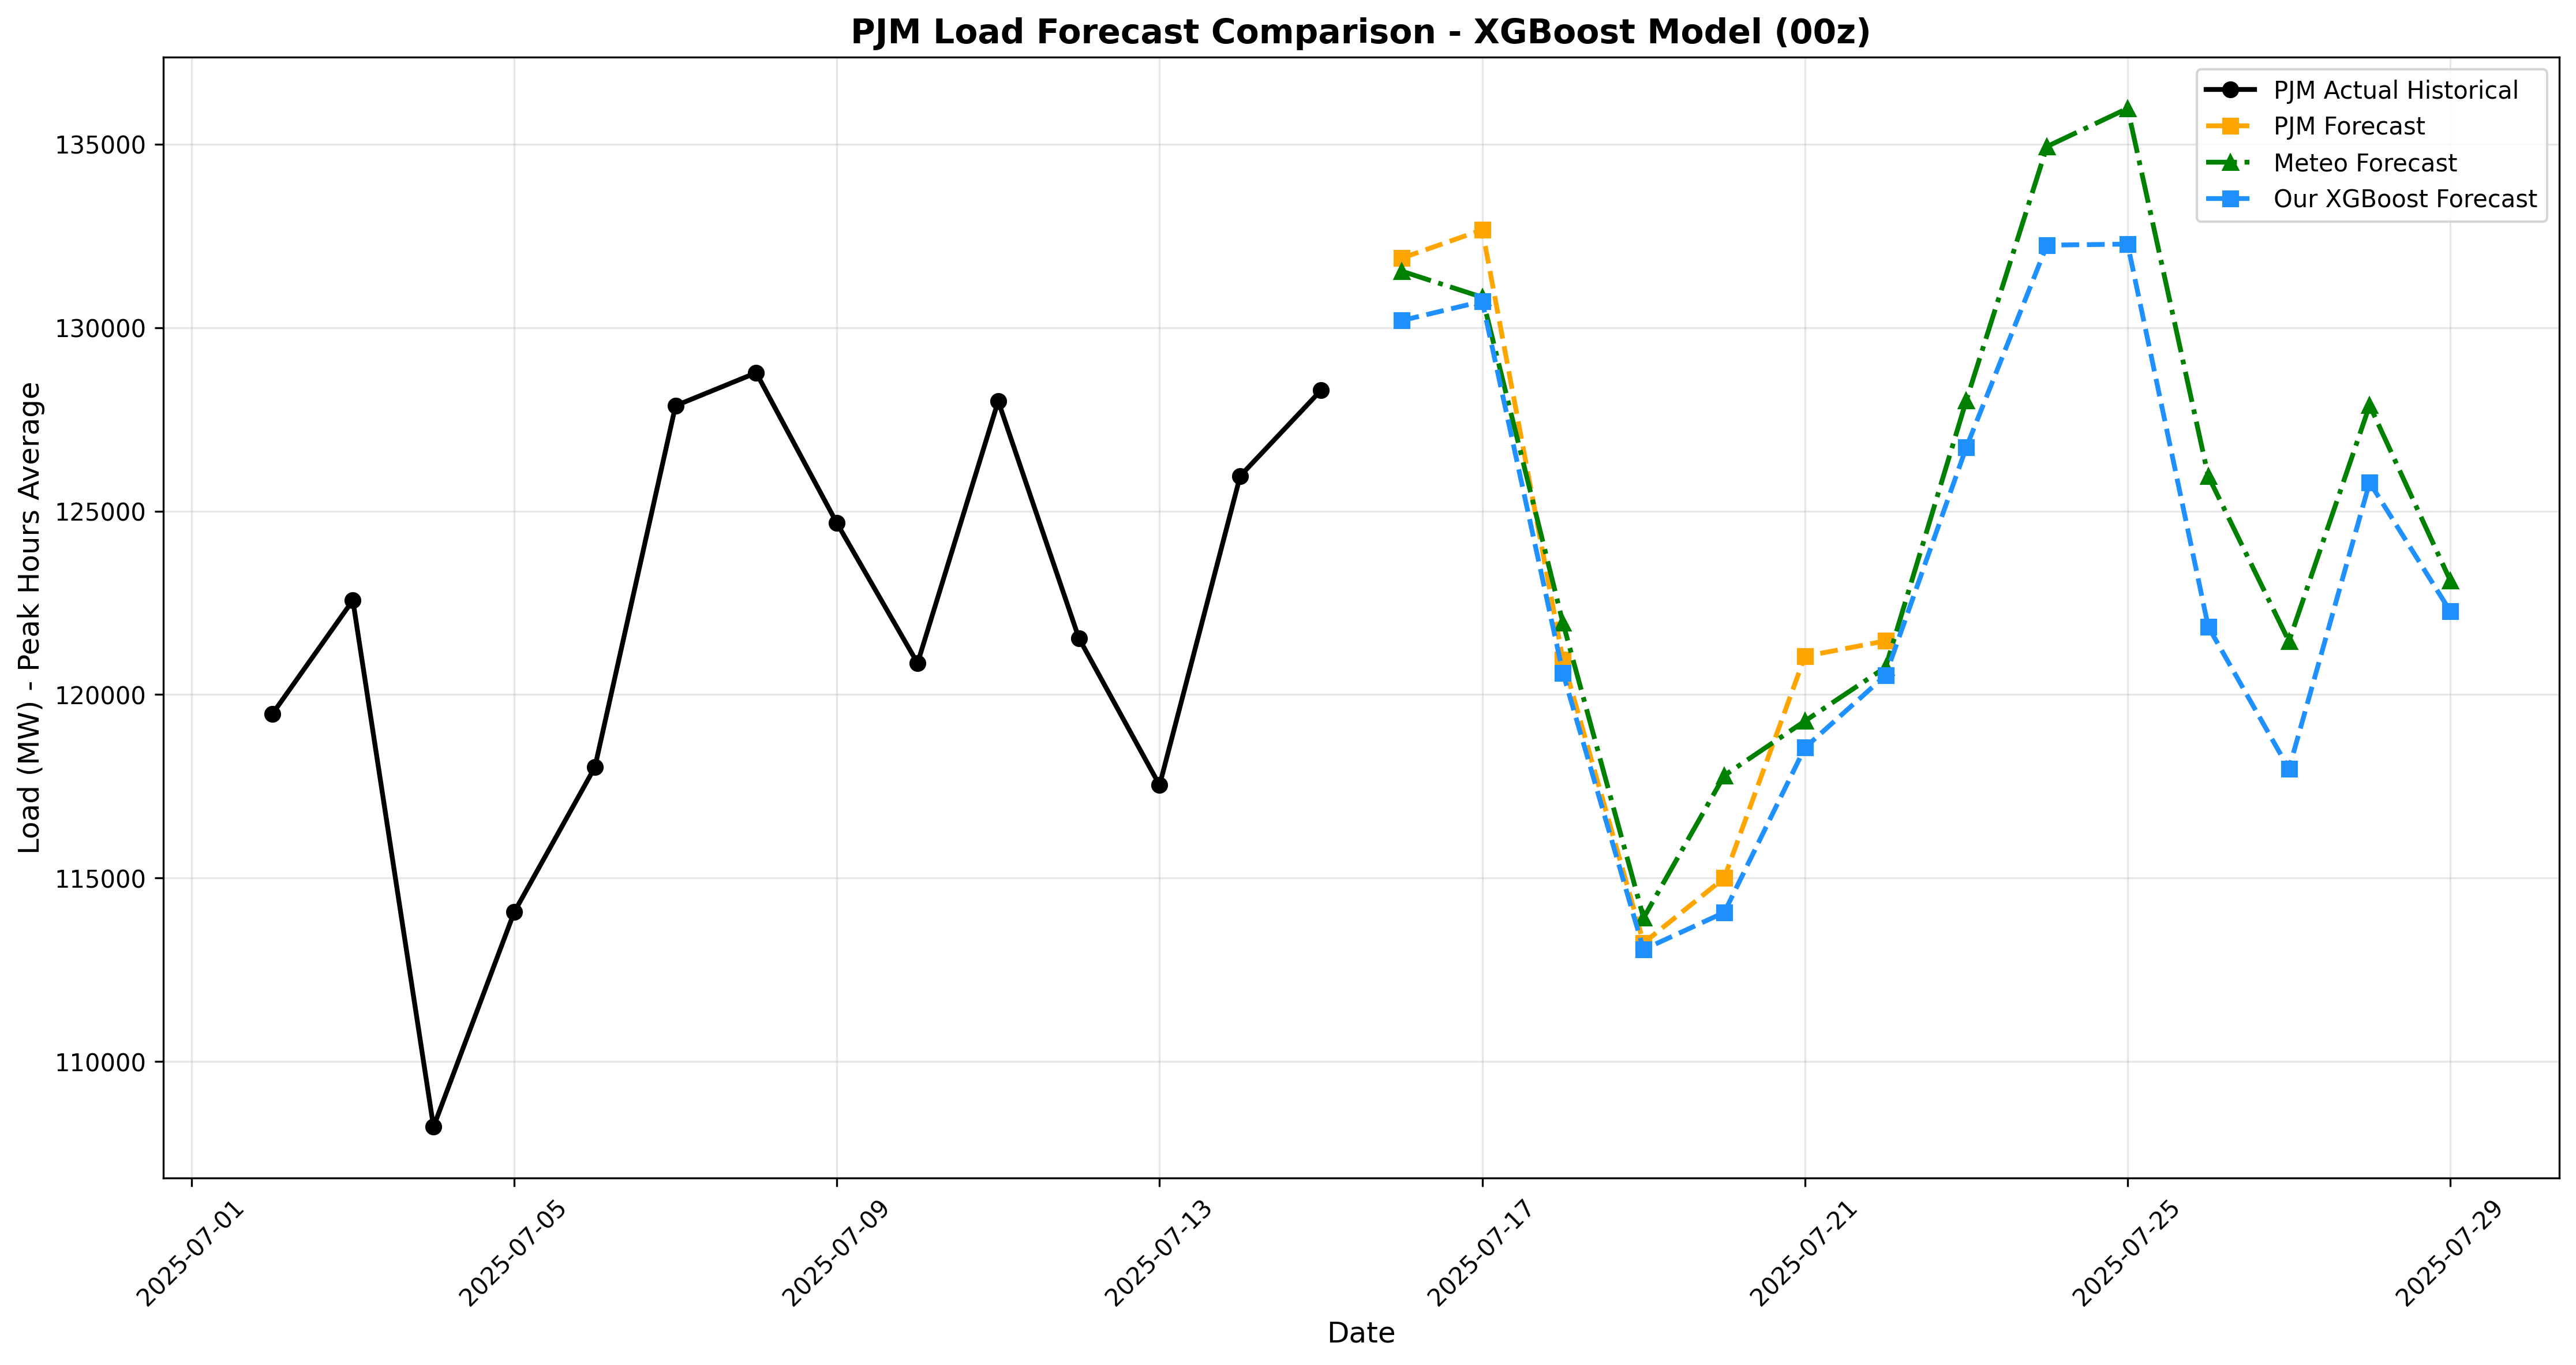 PJM Load Forecast Comparison - XGBoost Model (00z)
PJM Actual Historical
PJM Forecast
Meteo Forecast
Our XGBoost Forecast
Load (MW) - Peak Hours Average
135000
130000
125000
120000
115000
110000
2025-07-01
2025-07-05
2025-07-09
2025-07-13
2025-07-17
2025-07-21
2025-07-25
2025-07-29
Date